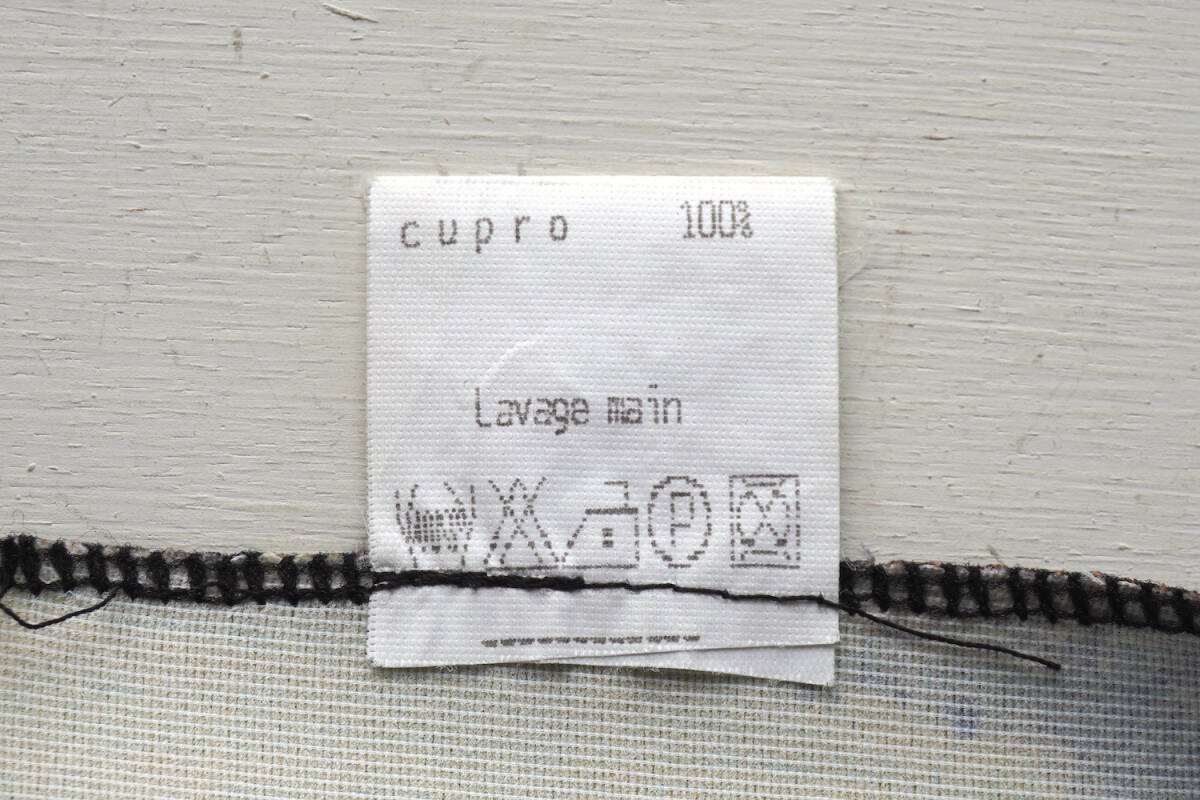 cupro 100%
Lavage main
P